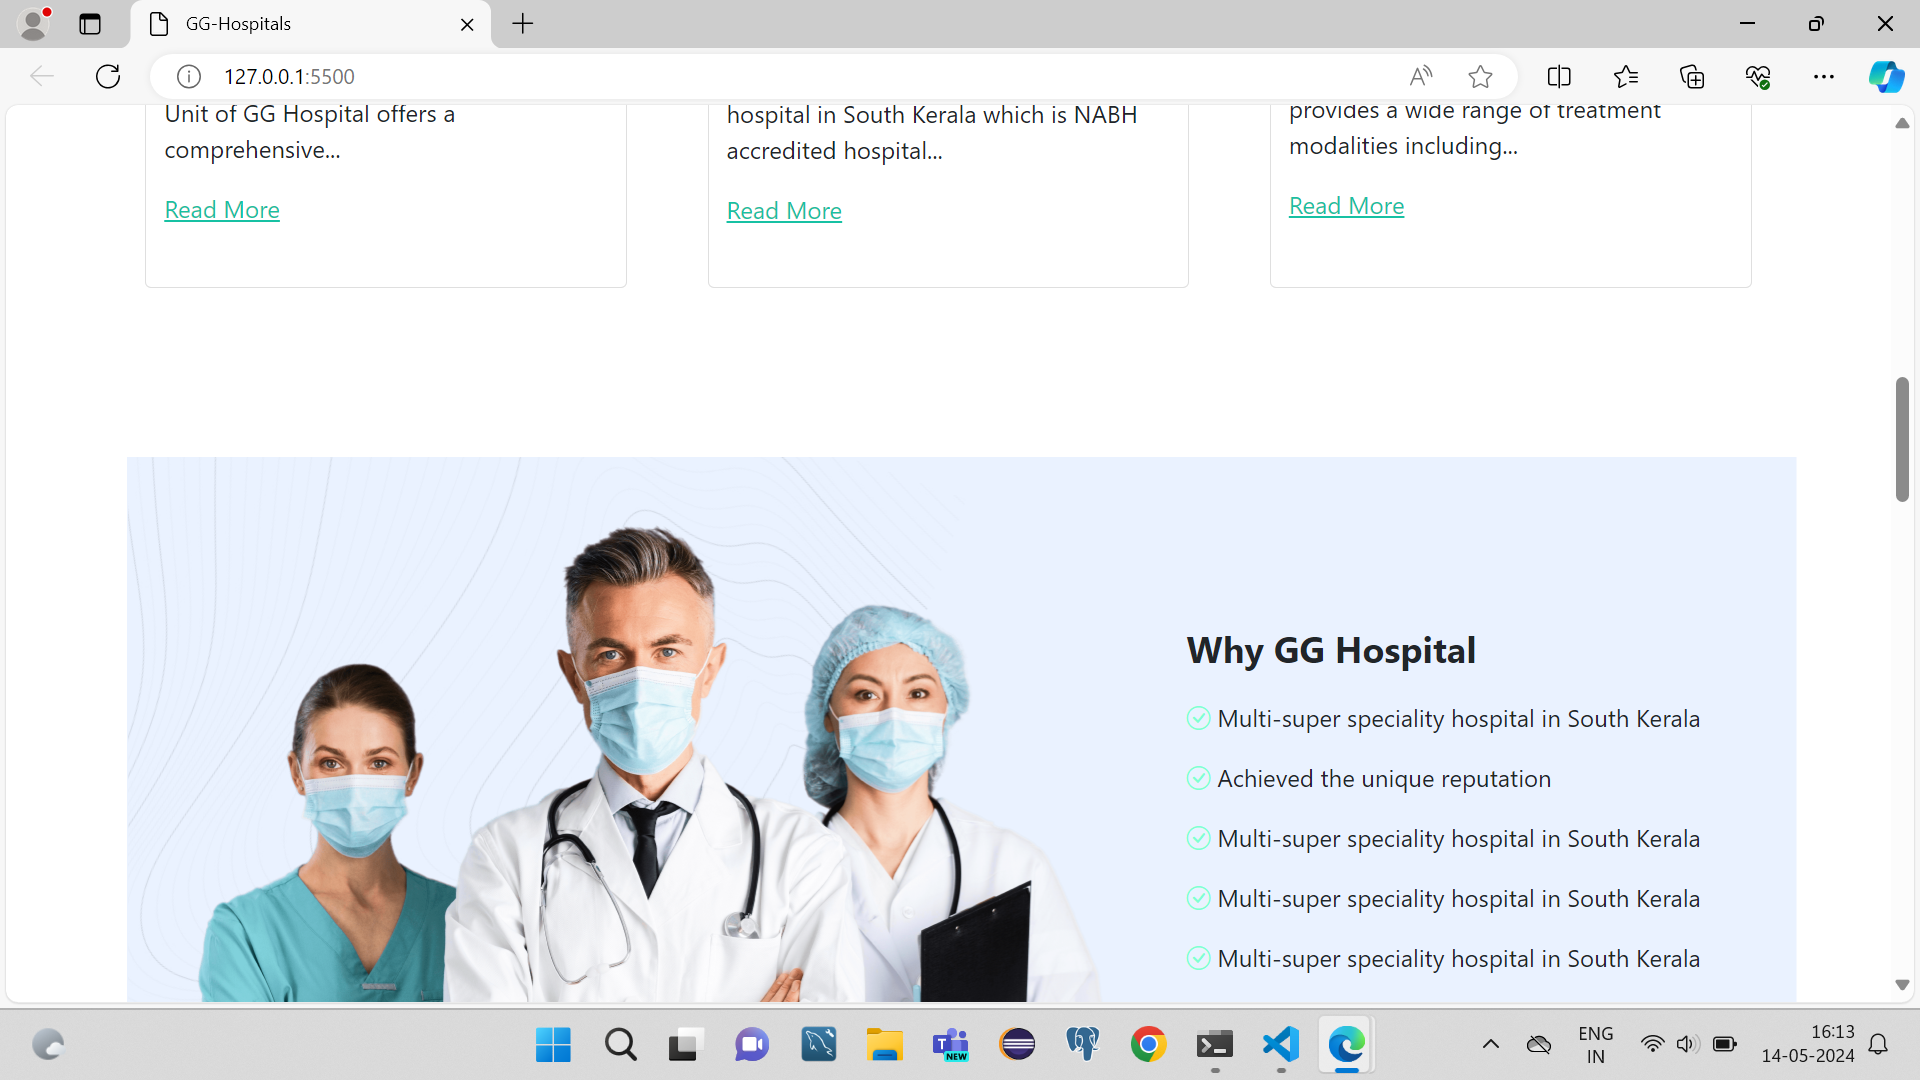 GG-Hospitals
127.0.0.1:5500
Unit of GG Hospital offers a
comprehensive...
Read More
hospital in South Kerala which is NABH
accredited hospital...
Read More
provides a wide range of treatment
modalities including...
Read More
Why GG Hospital
Multi-super speciality hospital in South Kerala
Achieved the unique reputation
Multi-super speciality hospital in South Kerala
Multi-super speciality hospital in South Kerala
Multi-super speciality hospital in South Kerala
NEW
ENG
IN
16:13
14-05-2024